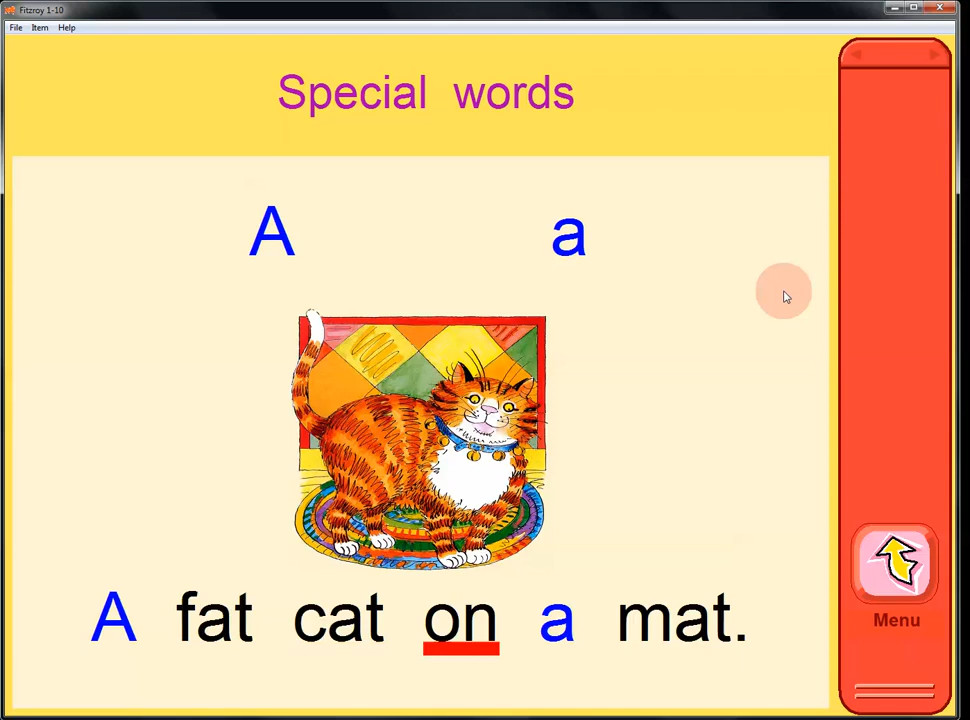 Fitzroy 1-10
File Item Help
Special words
A a
A fat cat on a mat.
Menu